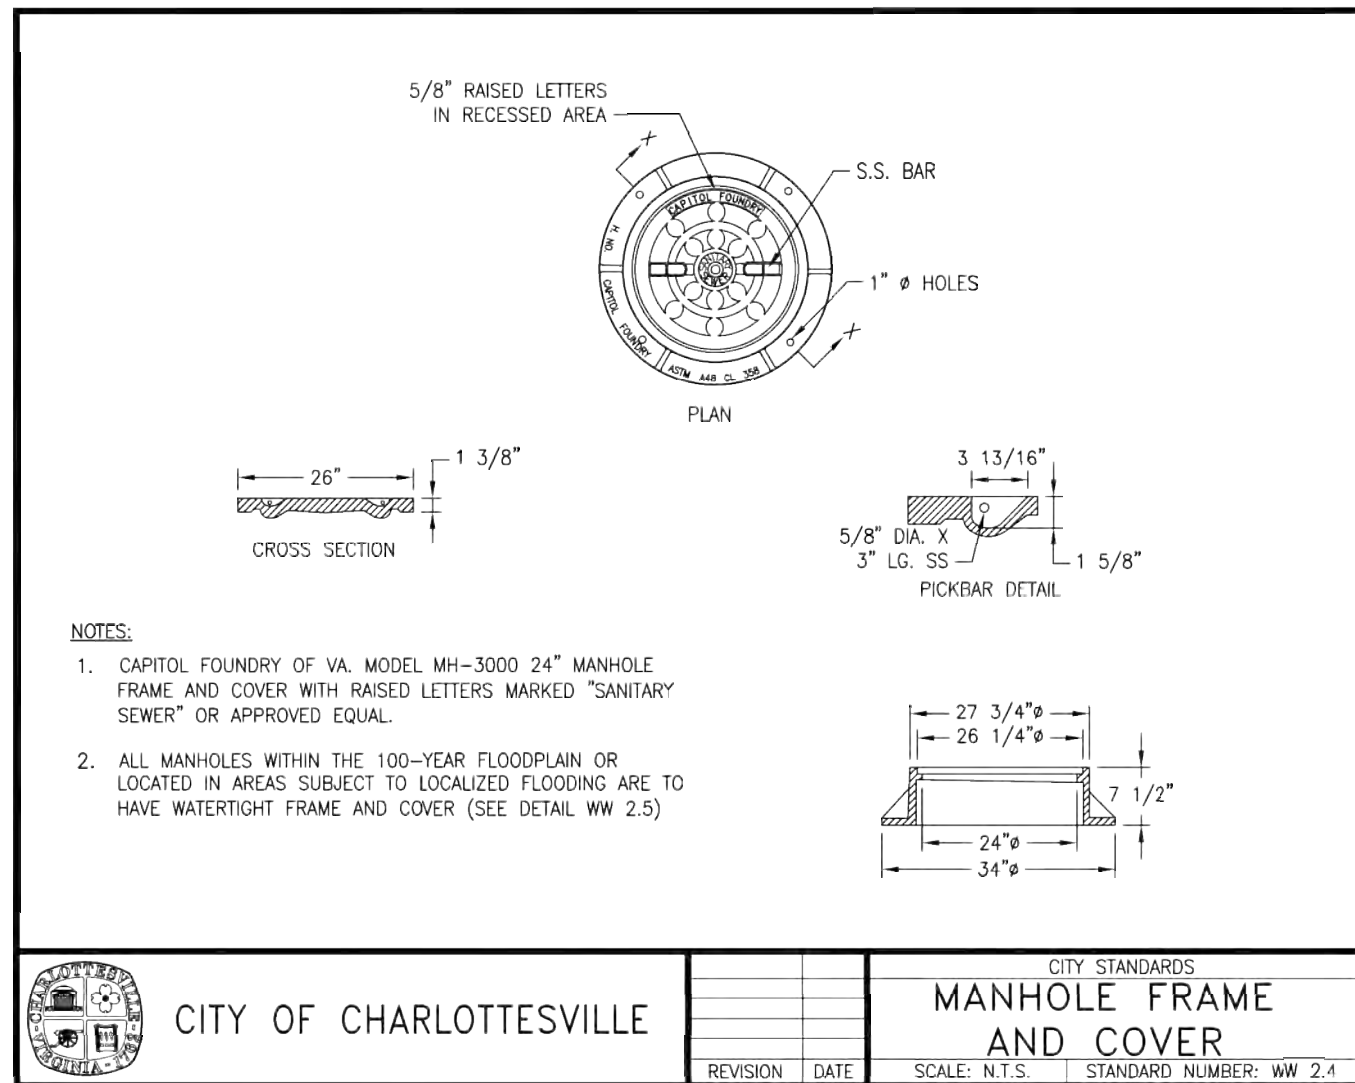 5/8" RAISED LETTERS
IN RECESSED AREA
X
S.S. BAR
CAPITOL FOUNDRY
H. NO.
SANITARY
SEWER
1" ø HOLES
X
CAPITOL FOUNDRY
ASTM A48 CL 35B
PLAN
26"
1 3/8"
CROSS SECTION
3 13/16"
5/8" DIA. X
3" LG. SS
1 5/8"
PICKBAR DETAIL
NOTES:
1. CAPITOL FOUNDRY OF VA. MODEL MH-3000 24" MANHOLE
FRAME AND COVER WITH RAISED LETTERS MARKED "SANITARY
SEWER" OR APPROVED EQUAL.
2. ALL MANHOLES WITHIN THE 100-YEAR FLOODPLAIN OR
LOCATED IN AREAS SUBJECT TO LOCALIZED FLOODING ARE TO
HAVE WATERTIGHT FRAME AND COVER (SEE DETAIL WW 2.5)
27 3/4"ø
26 1/4"ø
7 1/2"
24"ø
34"ø
CHARLOTTESVILLE
VIRGINIA - 1762
CITY OF CHARLOTTESVILLE
REVISION DATE
CITY STANDARDS
MANHOLE FRAME
AND COVER
SCALE: N.T.S. STANDARD NUMBER: WW 2.4